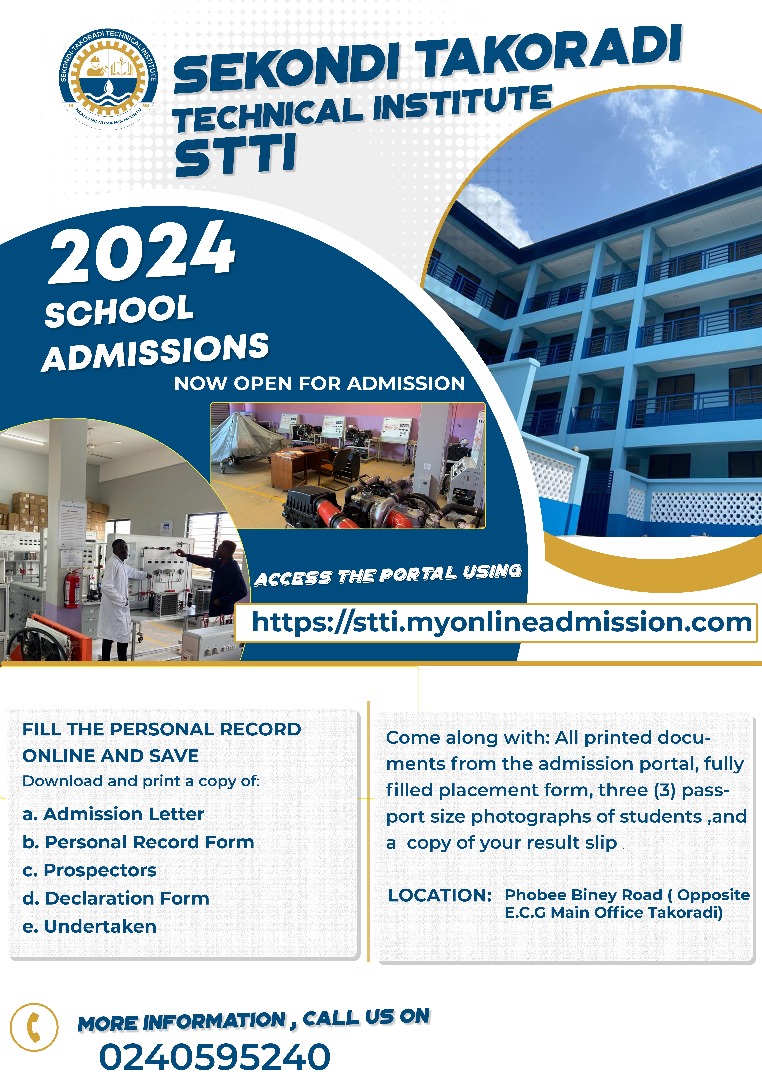 SEKONDI-TAKORADI TECHNICAL INSTITUTE
SEKONDI TAKORADI
TECHNICAL INSTITUTE
STTI
2024
SCHOOL
ADMISSIONS
NOW OPEN FOR ADMISSION
ACCESS THE PORTAL USING
https://stti.myonlineadmission.com
FILL THE PERSONAL RECORD
ONLINE AND SAVE
Download and print a copy of:
a. Admission Letter
b. Personal Record Form
c. Prospectors
d. Declaration Form
e. Undertaken
Come along with: All printed docu-
ments from the admission portal, fully
filled placement form, three (3) pass-
port size photographs of students ,and
a copy of your result slip .
LOCATION: Phobee Biney Road ( Opposite
E.C.G Main Office Takoradi)
MORE INFORMATION , CALL US ON
0240595240